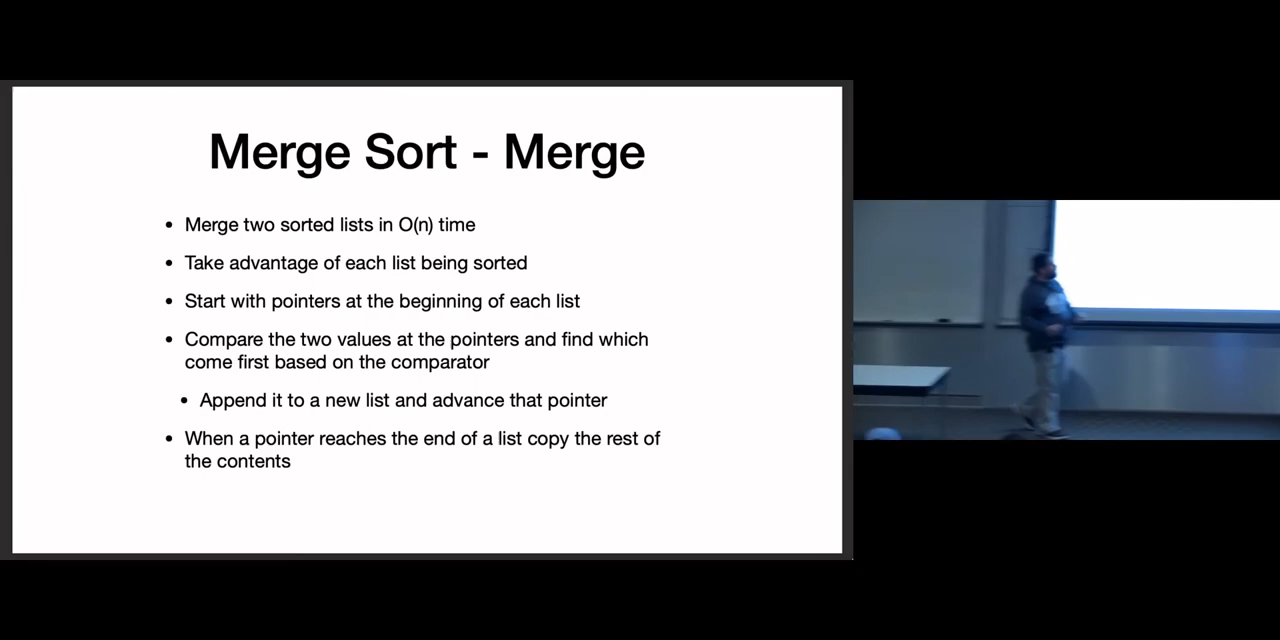 Merge Sort - Merge
• Merge two sorted lists in O(n) time
• Take advantage of each list being sorted
• Start with pointers at the beginning of each list
• Compare the two values at the pointers and find which
come first based on the comparator
• Append it to a new list and advance that pointer
• When a pointer reaches the end of a list copy the rest of
the contents